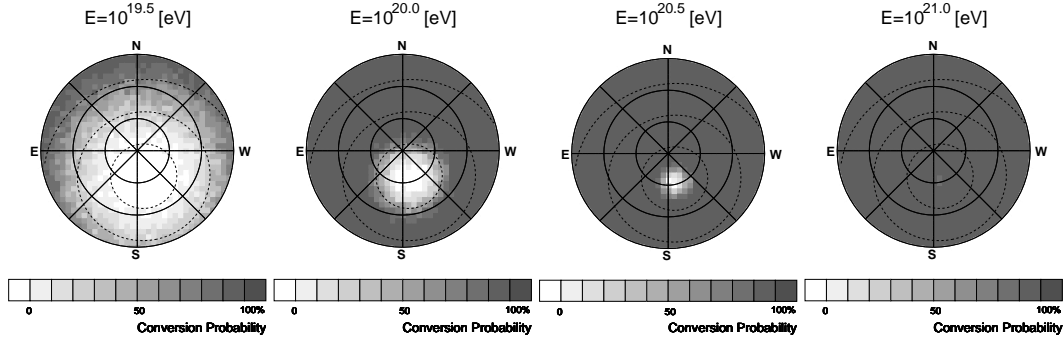 E=10^19.5 [eV]
N
E
W
S
0
50
100%
Conversion Probability
E=10^20.0 [eV]
N
E
W
S
0
50
100%
Conversion Probability
E=10^20.5 [eV]
N
E
W
S
0
50
100%
Conversion Probability
E=10^21.0 [eV]
N
E
W
S
0
50
100%
Conversion Probability